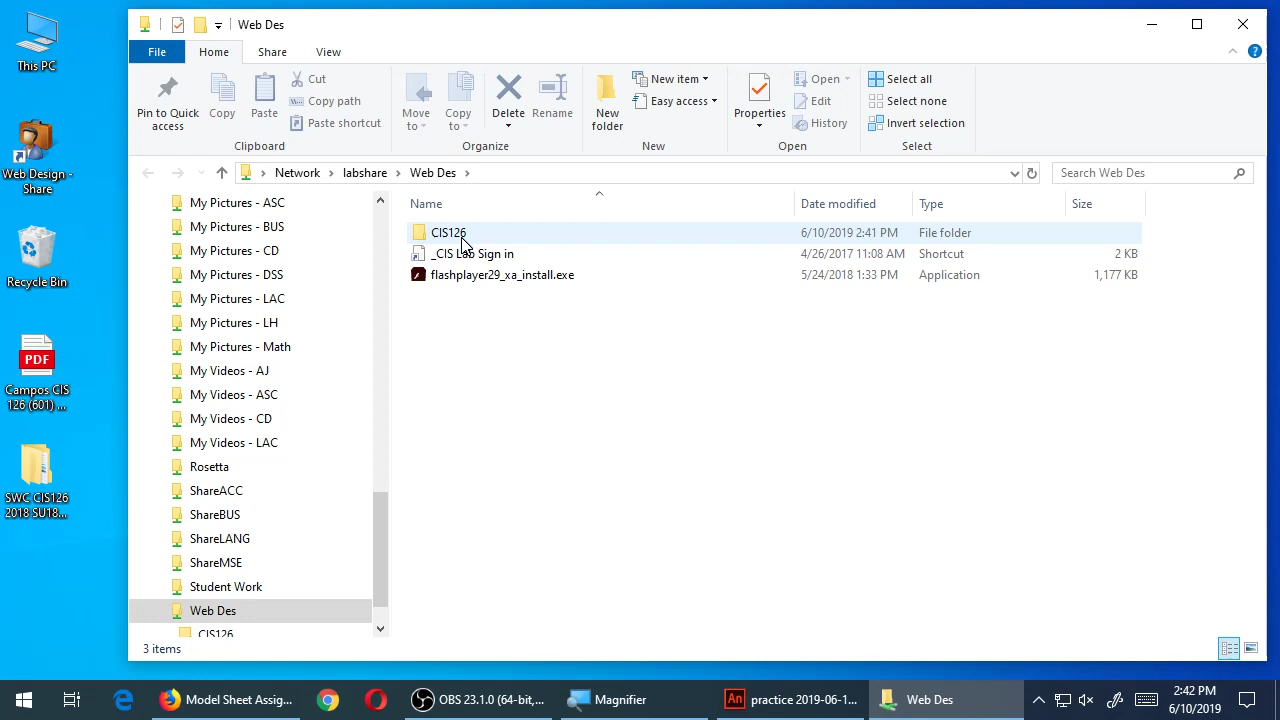 This PC
Web Design -
Share
Recycle Bin
PDF
Campos CIS
126 (601) ...
SWC CIS126
2018 SU18...
Web Des
File
Home
Share
View
Pin to Quick
access
Copy
Paste
Cut
Copy path
Paste shortcut
Clipboard
Move
to
Copy
to
Delete
Rename
Organize
New
folder
New item
Easy access
New
Properties
Open
Edit
History
Open
Select all
Select none
Invert selection
Select
Network
labshare
Web Des
Search Web Des
My Pictures - ASC
My Pictures - BUS
My Pictures - CD
My Pictures - DSS
My Pictures - LAC
My Pictures - LH
My Pictures - Math
My Videos - AJ
My Videos - ASC
My Videos - CD
My Videos - LAC
Rosetta
ShareACC
ShareBUS
ShareLANG
ShareMSE
Student Work
Web Des
CIS126
Name Date modified Type Size
CIS126 6/10/2019 2:41 PM File folder
_CIS Lab Sign in 4/26/2017 11:08 AM Shortcut 2 KB
flashplayer29_xa_install.exe 5/24/2018 1:33 PM Application 1,177 KB
3 items
Model Sheet Assig...
OBS 23.1.0 (64-bit,...
Magnifier
An
practice 2019-06-1...
Web Des
2:42 PM
6/10/2019